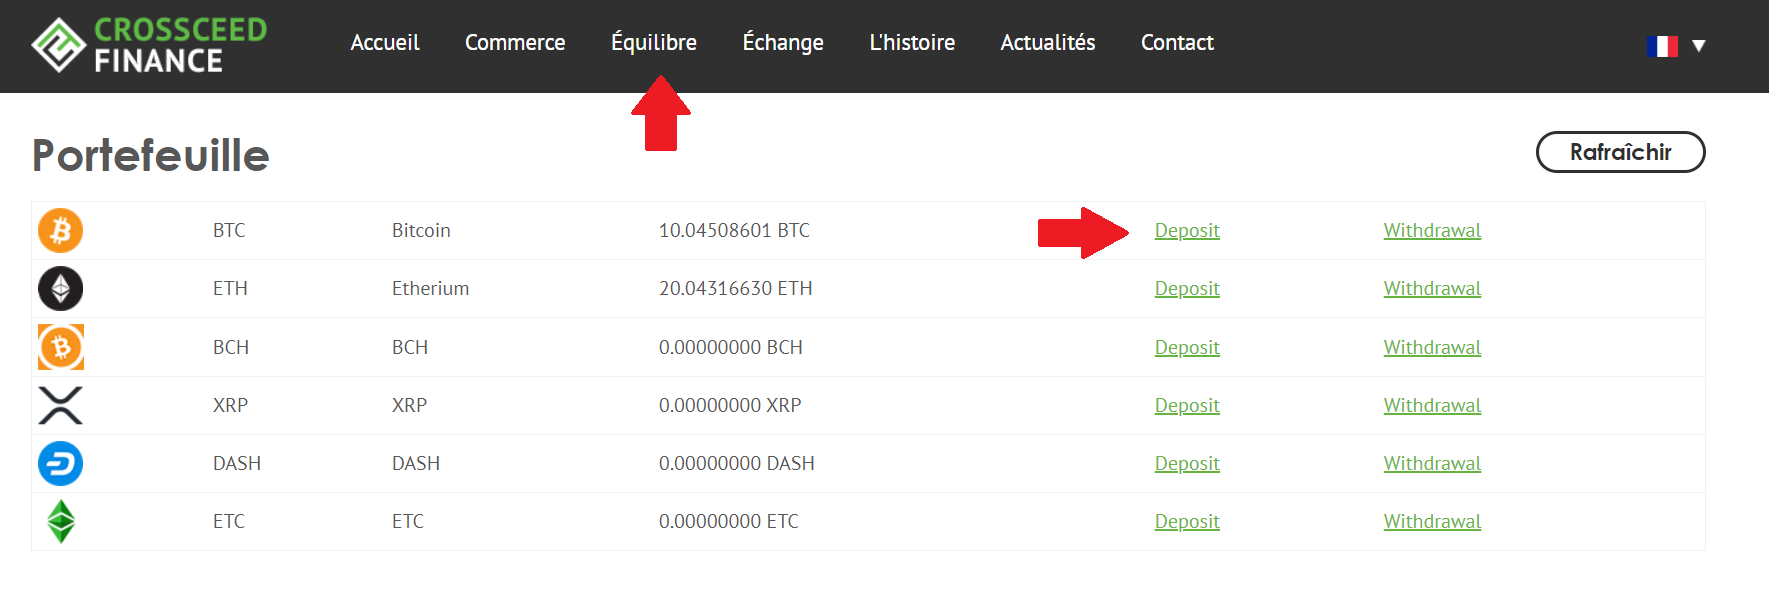 CROSSCEED
FINANCE
Accueil Commerce Équilibre Échange L'histoire Actualités Contact
Portefeuille
Rafraîchir
BTC Bitcoin 10.04508601 BTC Deposit Withdrawal
ETH Etherium 20.04316630 ETH Deposit Withdrawal
BCH BCH 0.00000000 BCH Deposit Withdrawal
XRP XRP 0.00000000 XRP Deposit Withdrawal
DASH DASH 0.00000000 DASH Deposit Withdrawal
ETC ETC 0.00000000 ETC Deposit Withdrawal